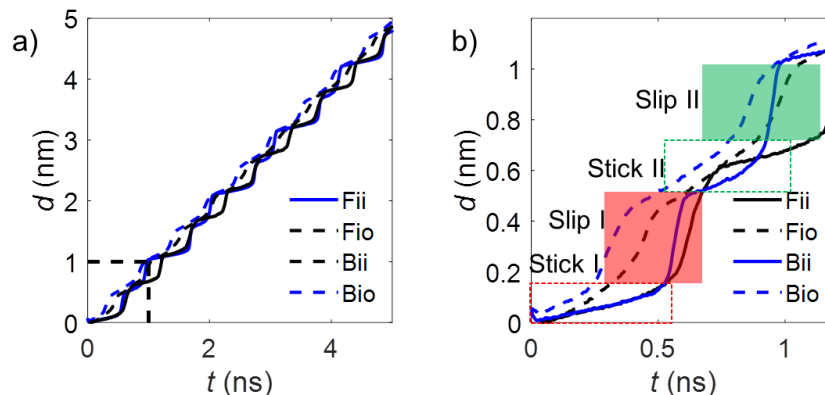 a)
5
4
3
2
1
0
d (nm)
0
2
4
t (ns)
Fii
Fio
Bii
Bio
b)
1
0.8
0.6
0.4
0.2
0
d (nm)
0
0.5
1
t (ns)
Slip II
Stick II
Slip I
Stick I
Fii
Fio
Bii
Bio